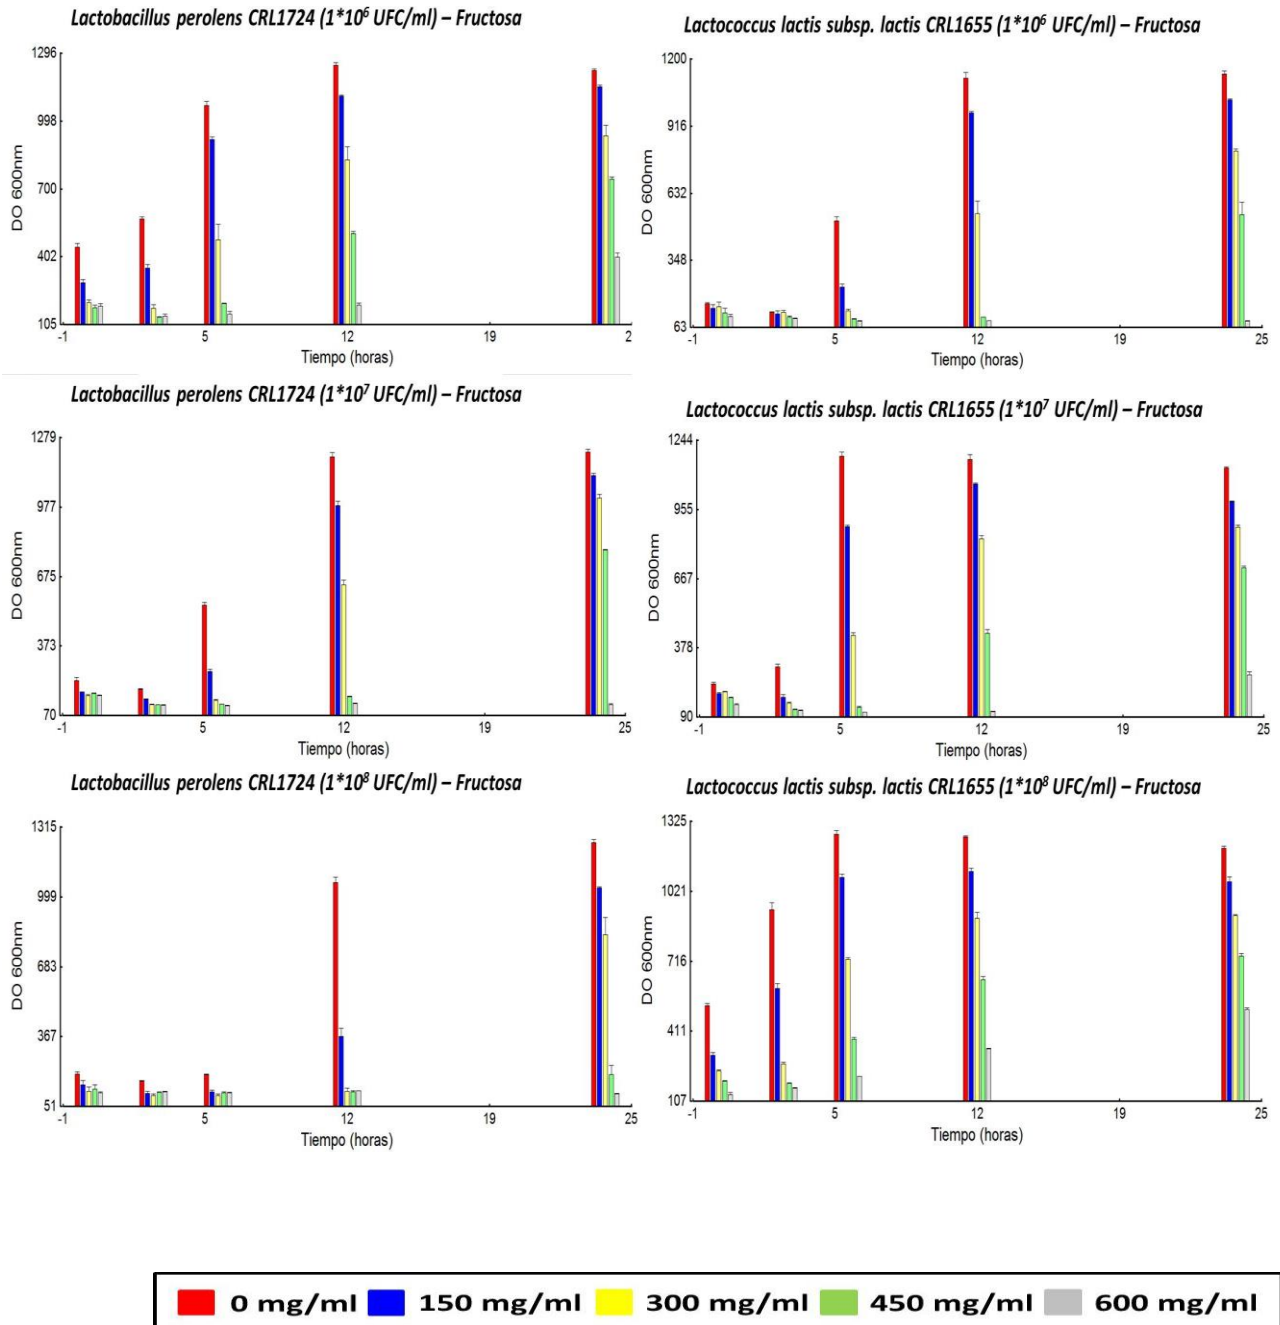 Lactobacillus perolens CRL1724 (1*10⁶ UFC/ml) – Fructosa
1296
998
700
402
105
DO 600nm
-1 5 12 19 2
Tiempo (horas)
Lactococcus lactis subsp. lactis CRL1655 (1*10⁶ UFC/ml) – Fructosa
1200
916
632
348
63
DO 600nm
-1 5 12 19 25
Tiempo (horas)
Lactobacillus perolens CRL1724 (1*10⁷ UFC/ml) – Fructosa
1279
977
675
373
70
DO 600nm
-1 5 12 19 25
Tiempo (horas)
Lactococcus lactis subsp. lactis CRL1655 (1*10⁷ UFC/ml) – Fructosa
1244
955
667
378
90
DO 600nm
-1 5 12 19 25
Tiempo (horas)
Lactobacillus perolens CRL1724 (1*10⁸ UFC/ml) – Fructosa
1315
999
683
367
51
DO 600nm
-1 5 12 19 25
Tiempo (horas)
Lactococcus lactis subsp. lactis CRL1655 (1*10⁸ UFC/ml) – Fructosa
1325
1021
716
411
107
DO 600nm
-1 5 12 19 25
Tiempo (horas)
0 mg/ml 150 mg/ml 300 mg/ml 450 mg/ml 600 mg/ml